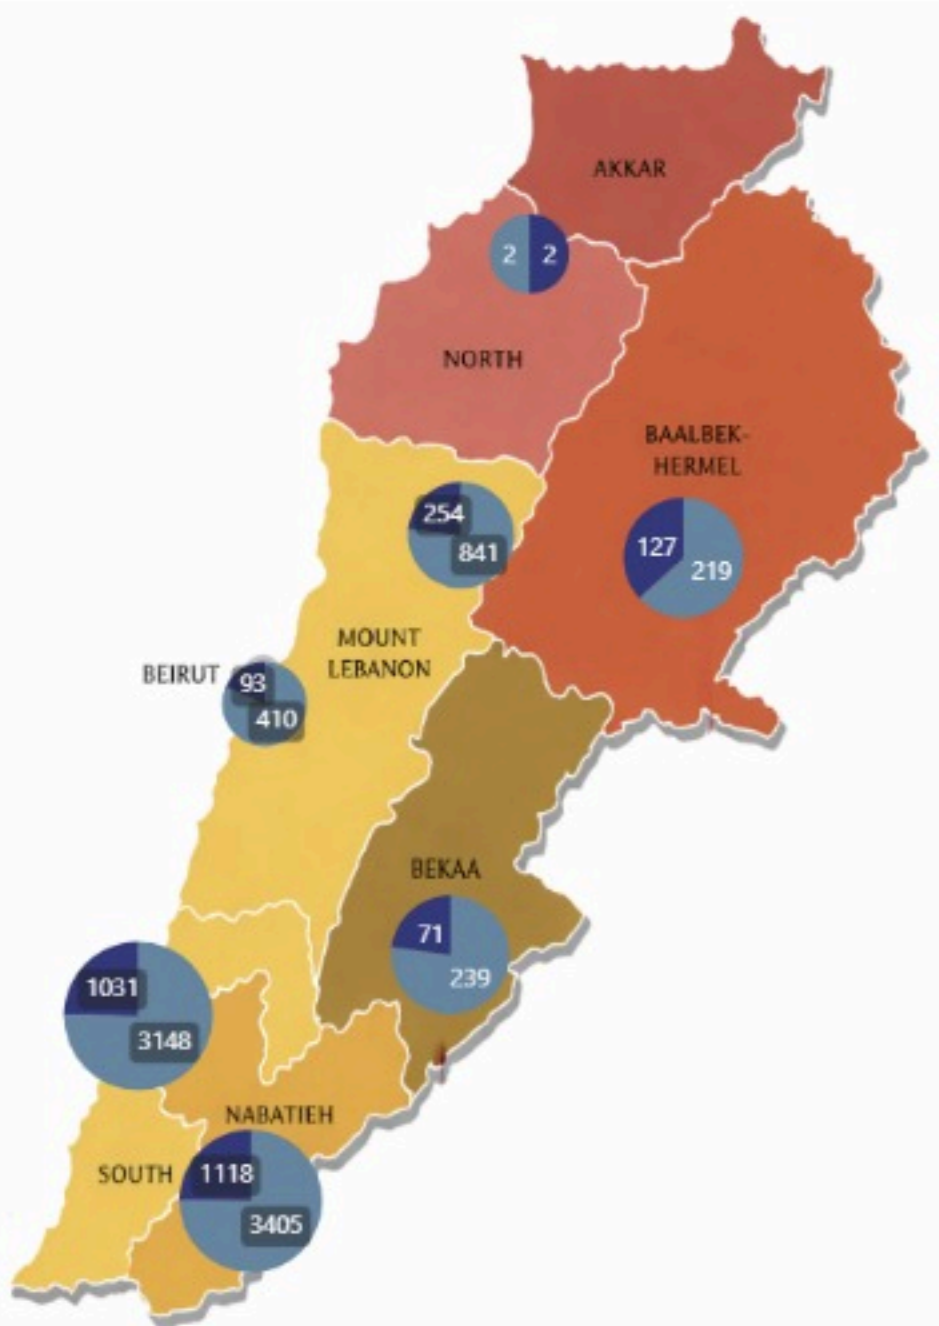 AKKAR
2 2
NORTH
BAALBEK-
HERMEL
254
841
127
219
MOUNT
LEBANON
BEIRUT
93
410
BEKAA
71
239
1031
3148
NABATIEH
SOUTH
1118
3405